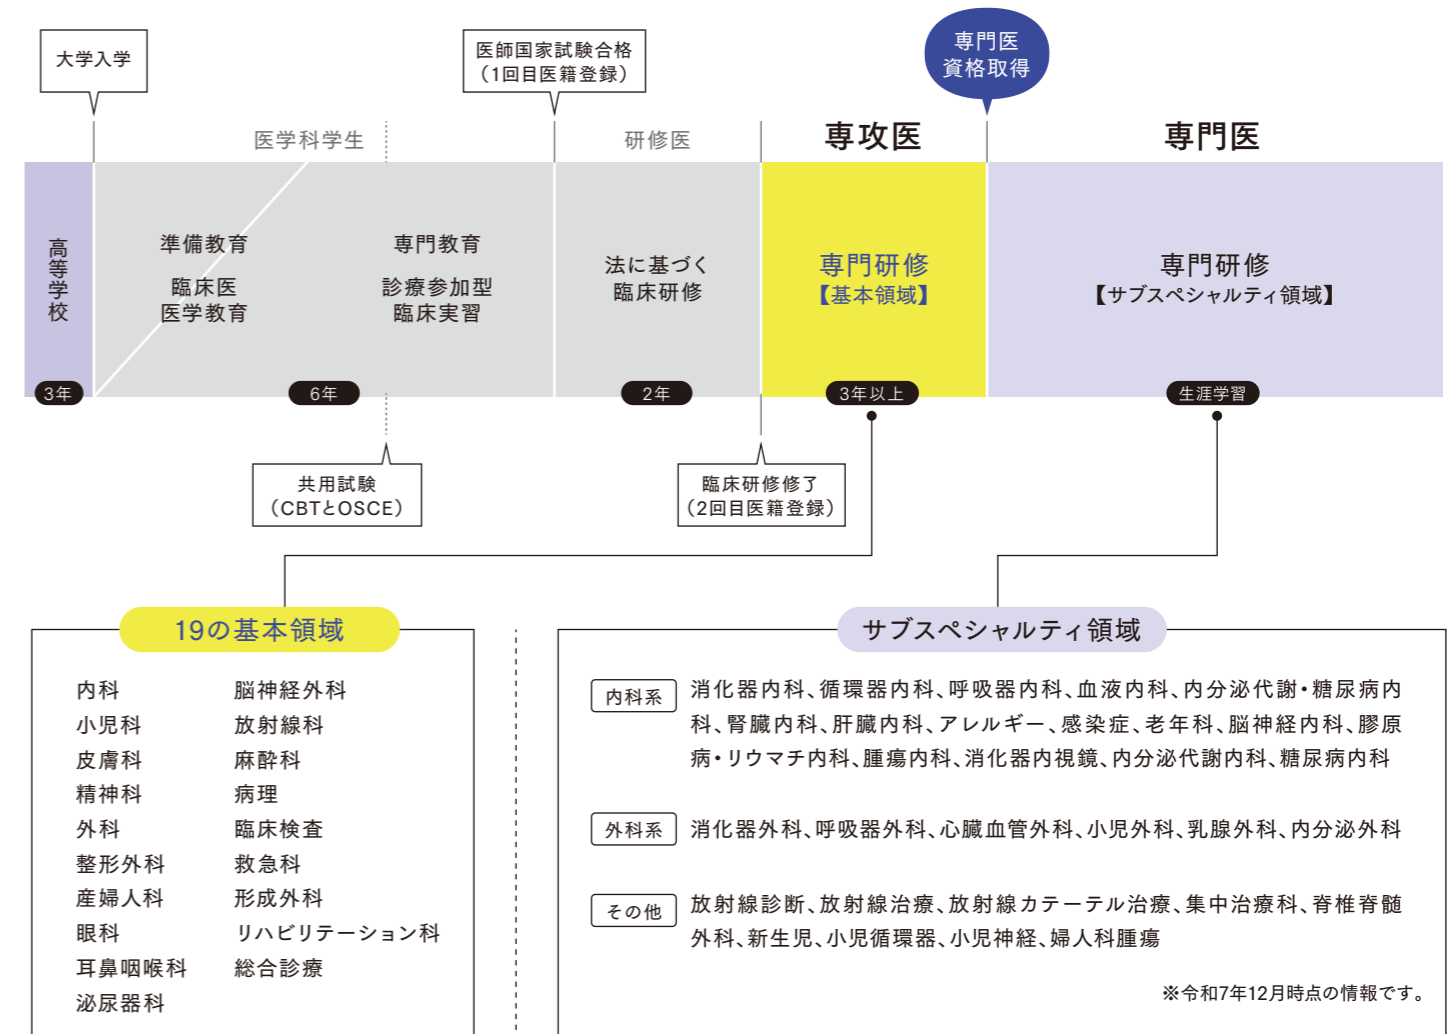 大学入学
医師国家試験合格
（1回目医籍登録）
専門医
資格取得
医学科学生
研修医
専攻医
専門医
高等学校
準備教育
臨床医
医学教育
専門教育
診療参加型
臨床実習
法に基づく
臨床研修
専門研修
【基本領域】
専門研修
【サブスペシャルティ領域】
3年
6年
2年
3年以上
生涯学習
共用試験
（CBTとOSCE）
臨床研修修了
（2回目医籍登録）
19の基本領域
内科
小児科
皮膚科
精神科
外科
整形外科
産婦人科
眼科
耳鼻咽喉科
泌尿器科
脳神経外科
放射線科
麻酔科
病理
臨床検査
救急科
形成外科
リハビリテーション科
総合診療
サブスペシャルティ領域
内科系
消化器内科、循環器内科、呼吸器内科、血液内科、内分泌代謝・糖尿病内
科、腎臓内科、肝臓内科、アレルギー、感染症、老年科、脳神経内科、膠原
病・リウマチ内科、腫瘍内科、消化器内視鏡、内分泌代謝内科、糖尿病内科
外科系
消化器外科、呼吸器外科、心臓血管外科、小児外科、乳腺外科、内分泌外科
その他
放射線診断、放射線治療、放射線カテーテル治療、集中治療科、脊椎脊髄
外科、新生児、小児循環器、小児神経、婦人科腫瘍
※令和7年12月時点の情報です。